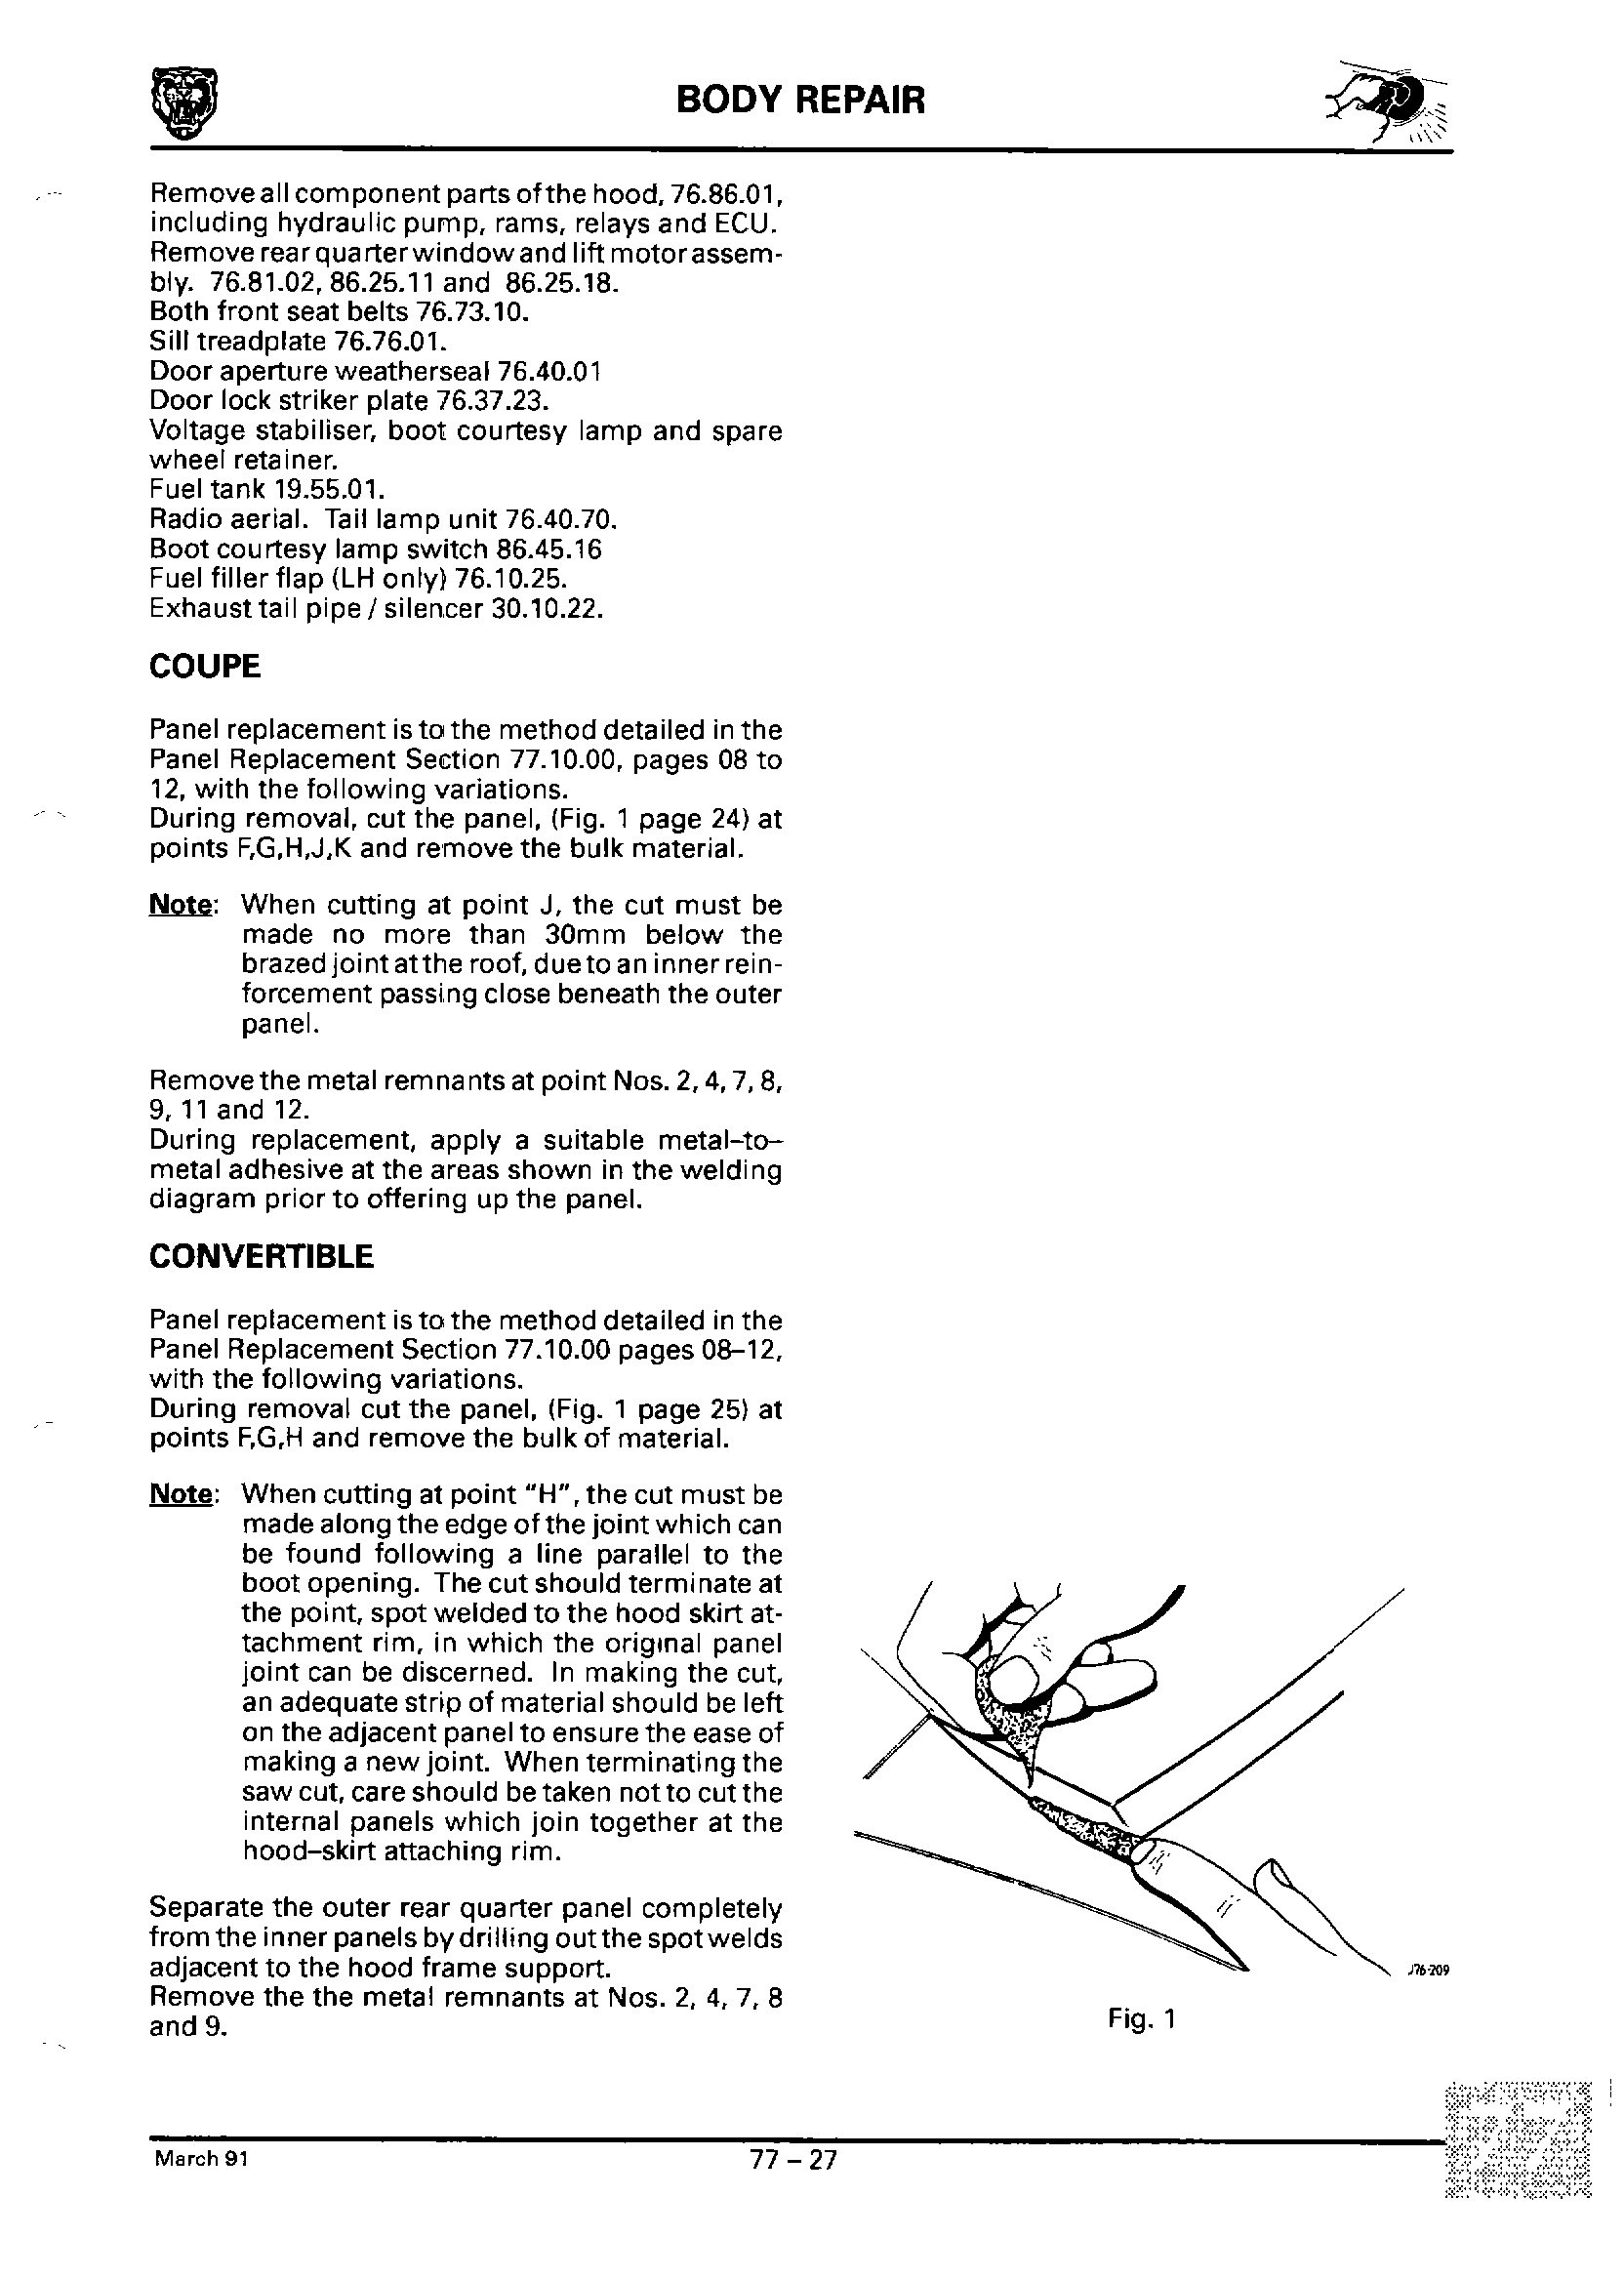 BODY REPAIR
Remove all component parts of the hood, 76.86.01,
including hydraulic pump, rams, relays and ECU.
Remove rear quarter window and lift motor assem-
bly. 76.81.02, 86.25.11 and 86.25.18.
Both front seat belts 76.73.10.
Sill treadplate 76.76.01.
Door aperture weatherseal 76.40.01
Door lock striker plate 76.37.23.
Voltage stabiliser, boot courtesy lamp and spare
wheel retainer.
Fuel tank 19.55.01.
Radio aerial. Tail lamp unit 76.40.70.
Boot courtesy lamp switch 86.45.16
Fuel filler flap (LH only) 76.10.25.
Exhaust tail pipe / silencer 30.10.22.
COUPE
Panel replacement is to the method detailed in the
Panel Replacement Section 77.10.00, pages 08 to
12, with the following variations.
During removal, cut the panel, (Fig. 1 page 24) at
points F,G,H,J,K and remove the bulk material.
Note: When cutting at point J, the cut must be
made no more than 30mm below the
brazed joint at the roof, due to an inner rein-
forcement passing close beneath the outer
panel.
Remove the metal remnants at point Nos. 2, 4, 7, 8,
9, 11 and 12.
During replacement, apply a suitable metal-to-
metal adhesive at the areas shown in the welding
diagram prior to offering up the panel.
CONVERTIBLE
Panel replacement is to the method detailed in the
Panel Replacement Section 77.10.00 pages 08-12,
with the following variations.
During removal cut the panel, (Fig. 1 page 25) at
points F,G,H and remove the bulk of material.
Note: When cutting at point "H", the cut must be
made along the edge of the joint which can
be found following a line parallel to the
boot opening. The cut should terminate at
the point, spot welded to the hood skirt at-
tachment rim, in which the original panel
joint can be discerned. In making the cut,
an adequate strip of material should be left
on the adjacent panel to ensure the ease of
making a new joint. When terminating the
saw cut, care should be taken not to cut the
internal panels which join together at the
hood-skirt attaching rim.
Separate the outer rear quarter panel completely
from the inner panels by drilling out the spot welds
adjacent to the hood frame support.
Remove the the metal remnants at Nos. 2, 4, 7, 8
and 9.
J76-209
Fig. 1
March 91
77 – 27